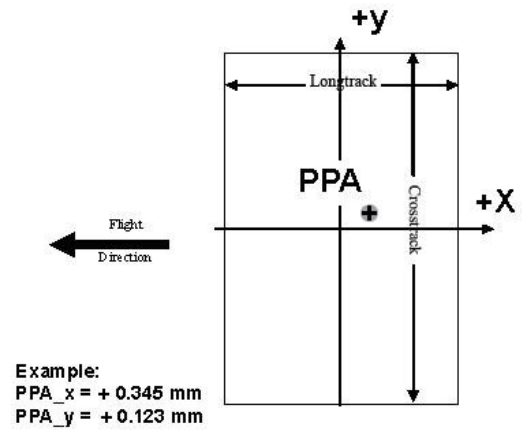 +y
Longtrack
PPA
+
Crosstrack
+X
Flight
Direction
Example:
PPA_x = + 0.345 mm
PPA_y = + 0.123 mm